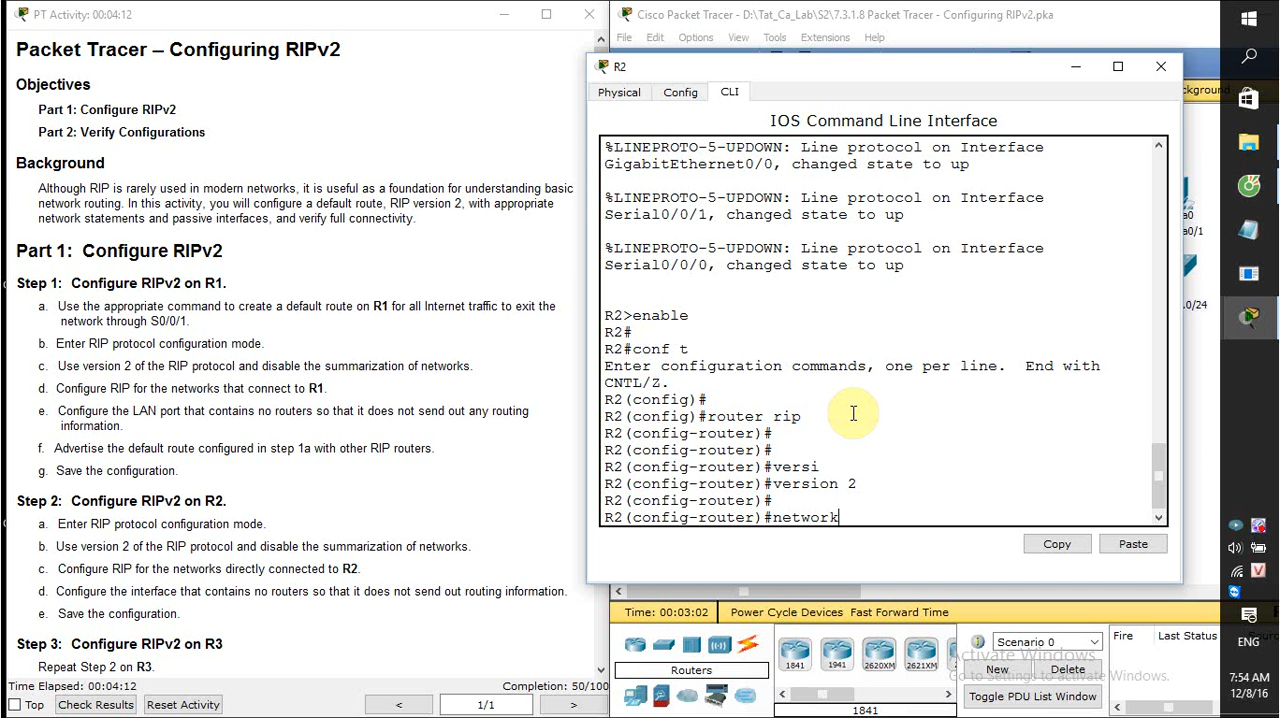 PT Activity: 00:04:12
Packet Tracer – Configuring RIPv2
Objectives
Part 1: Configure RIPv2
Part 2: Verify Configurations
Background
Although RIP is rarely used in modern networks, it is useful as a foundation for understanding basic
network routing. In this activity, you will configure a default route, RIP version 2, with appropriate
network statements and passive interfaces, and verify full connectivity.
Part 1: Configure RIPv2
Step 1: Configure RIPv2 on R1.
a. Use the appropriate command to create a default route on R1 for all Internet traffic to exit the
network through S0/0/1.
b. Enter RIP protocol configuration mode.
c. Use version 2 of the RIP protocol and disable the summarization of networks.
d. Configure RIP for the networks that connect to R1.
e. Configure the LAN port that contains no routers so that it does not send out any routing
information.
f. Advertise the default route configured in step 1a with other RIP routers.
g. Save the configuration.
Step 2: Configure RIPv2 on R2.
a. Enter RIP protocol configuration mode.
b. Use version 2 of the RIP protocol and disable the summarization of networks.
c. Configure RIP for the networks directly connected to R2.
d. Configure the interface that contains no routers so that it does not send out routing information.
e. Save the configuration.
Step 3: Configure RIPv2 on R3
Repeat Step 2 on R3.
Time Elapsed: 00:04:12 Completion: 50/100
Top Check Results Reset Activity < 1/1 >
Cisco Packet Tracer - D:\Tat_Ca_Lab\S2\7.3.1.8 Packet Tracer - Configuring RIPv2.pka
File Edit Options View Tools Extensions Help
ckground
R2
Physical Config CLI
IOS Command Line Interface
%LINEPROTO-5-UPDOWN: Line protocol on Interface
GigabitEthernet0/0, changed state to up
%LINEPROTO-5-UPDOWN: Line protocol on Interface
Serial0/0/1, changed state to up
%LINEPROTO-5-UPDOWN: Line protocol on Interface
Serial0/0/0, changed state to up
R2>enable
R2#
R2#conf t
Enter configuration commands, one per line. End with
CNTL/Z.
R2(config)#
R2(config)#router rip
R2(config-router)#
R2(config-router)#
R2(config-router)#versi
R2(config-router)#version 2
R2(config-router)#
R2(config-router)#network
Copy Paste
a0
a0/1
.0/24
Time: 00:03:02 Power Cycle Devices Fast Forward Time
Routers
1841 1941 2620XM 2621XM
1841
Scenario 0
New Delete
Toggle PDU List Window
Fire Last Status
Activate Windows
Go to Settings to activate Windows.
ENG
7:54 AM
12/8/16